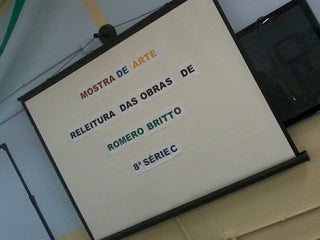 MOSTRA DE ARTE
RELEITURA DAS OBRAS DE
ROMERO BRITTO
8ª SÉRIE C